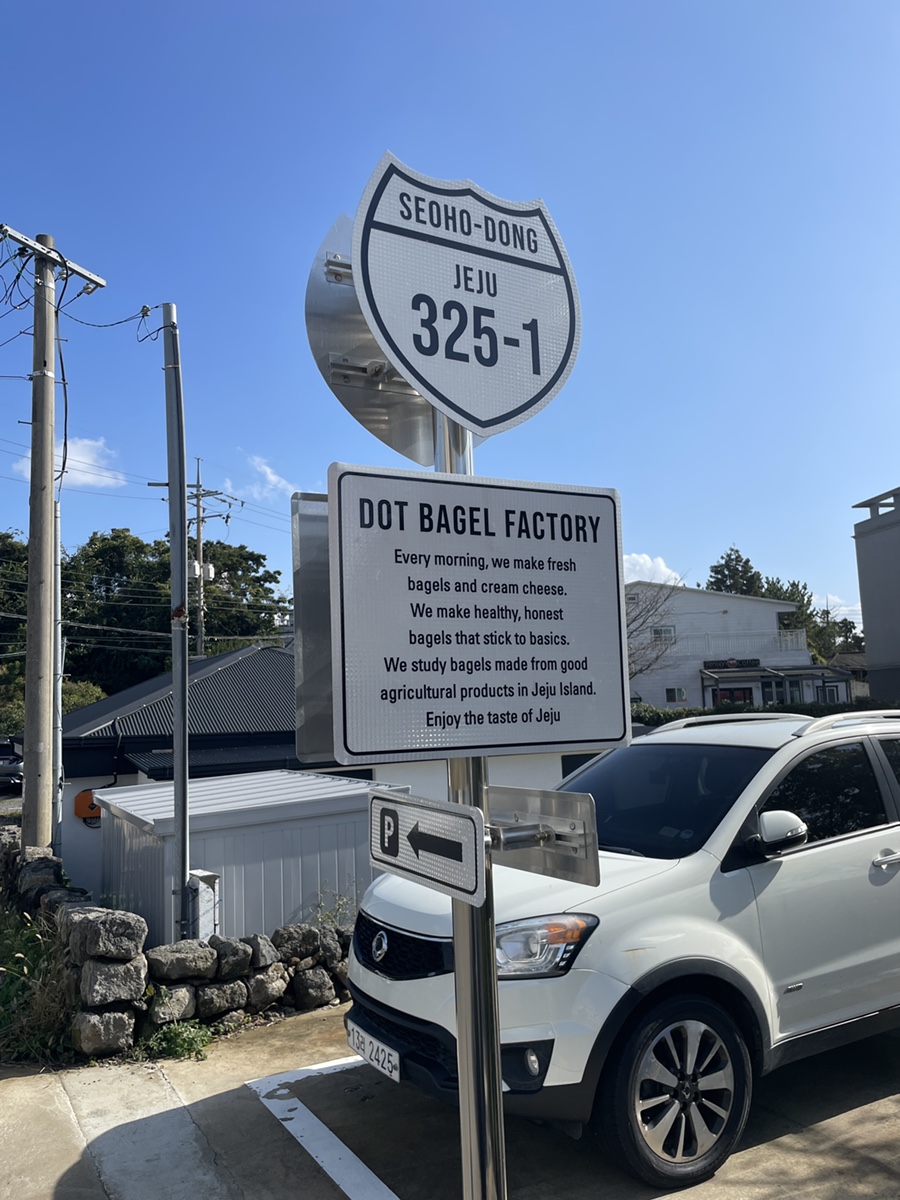 SEOHO-DONG
JEJU
325-1
DOT BAGEL FACTORY
Every morning, we make fresh
bagels and cream cheese.
We make healthy, honest
bagels that stick to basics.
We study bagels made from good
agricultural products in Jeju Island.
Enjoy the taste of Jeju
P
2425